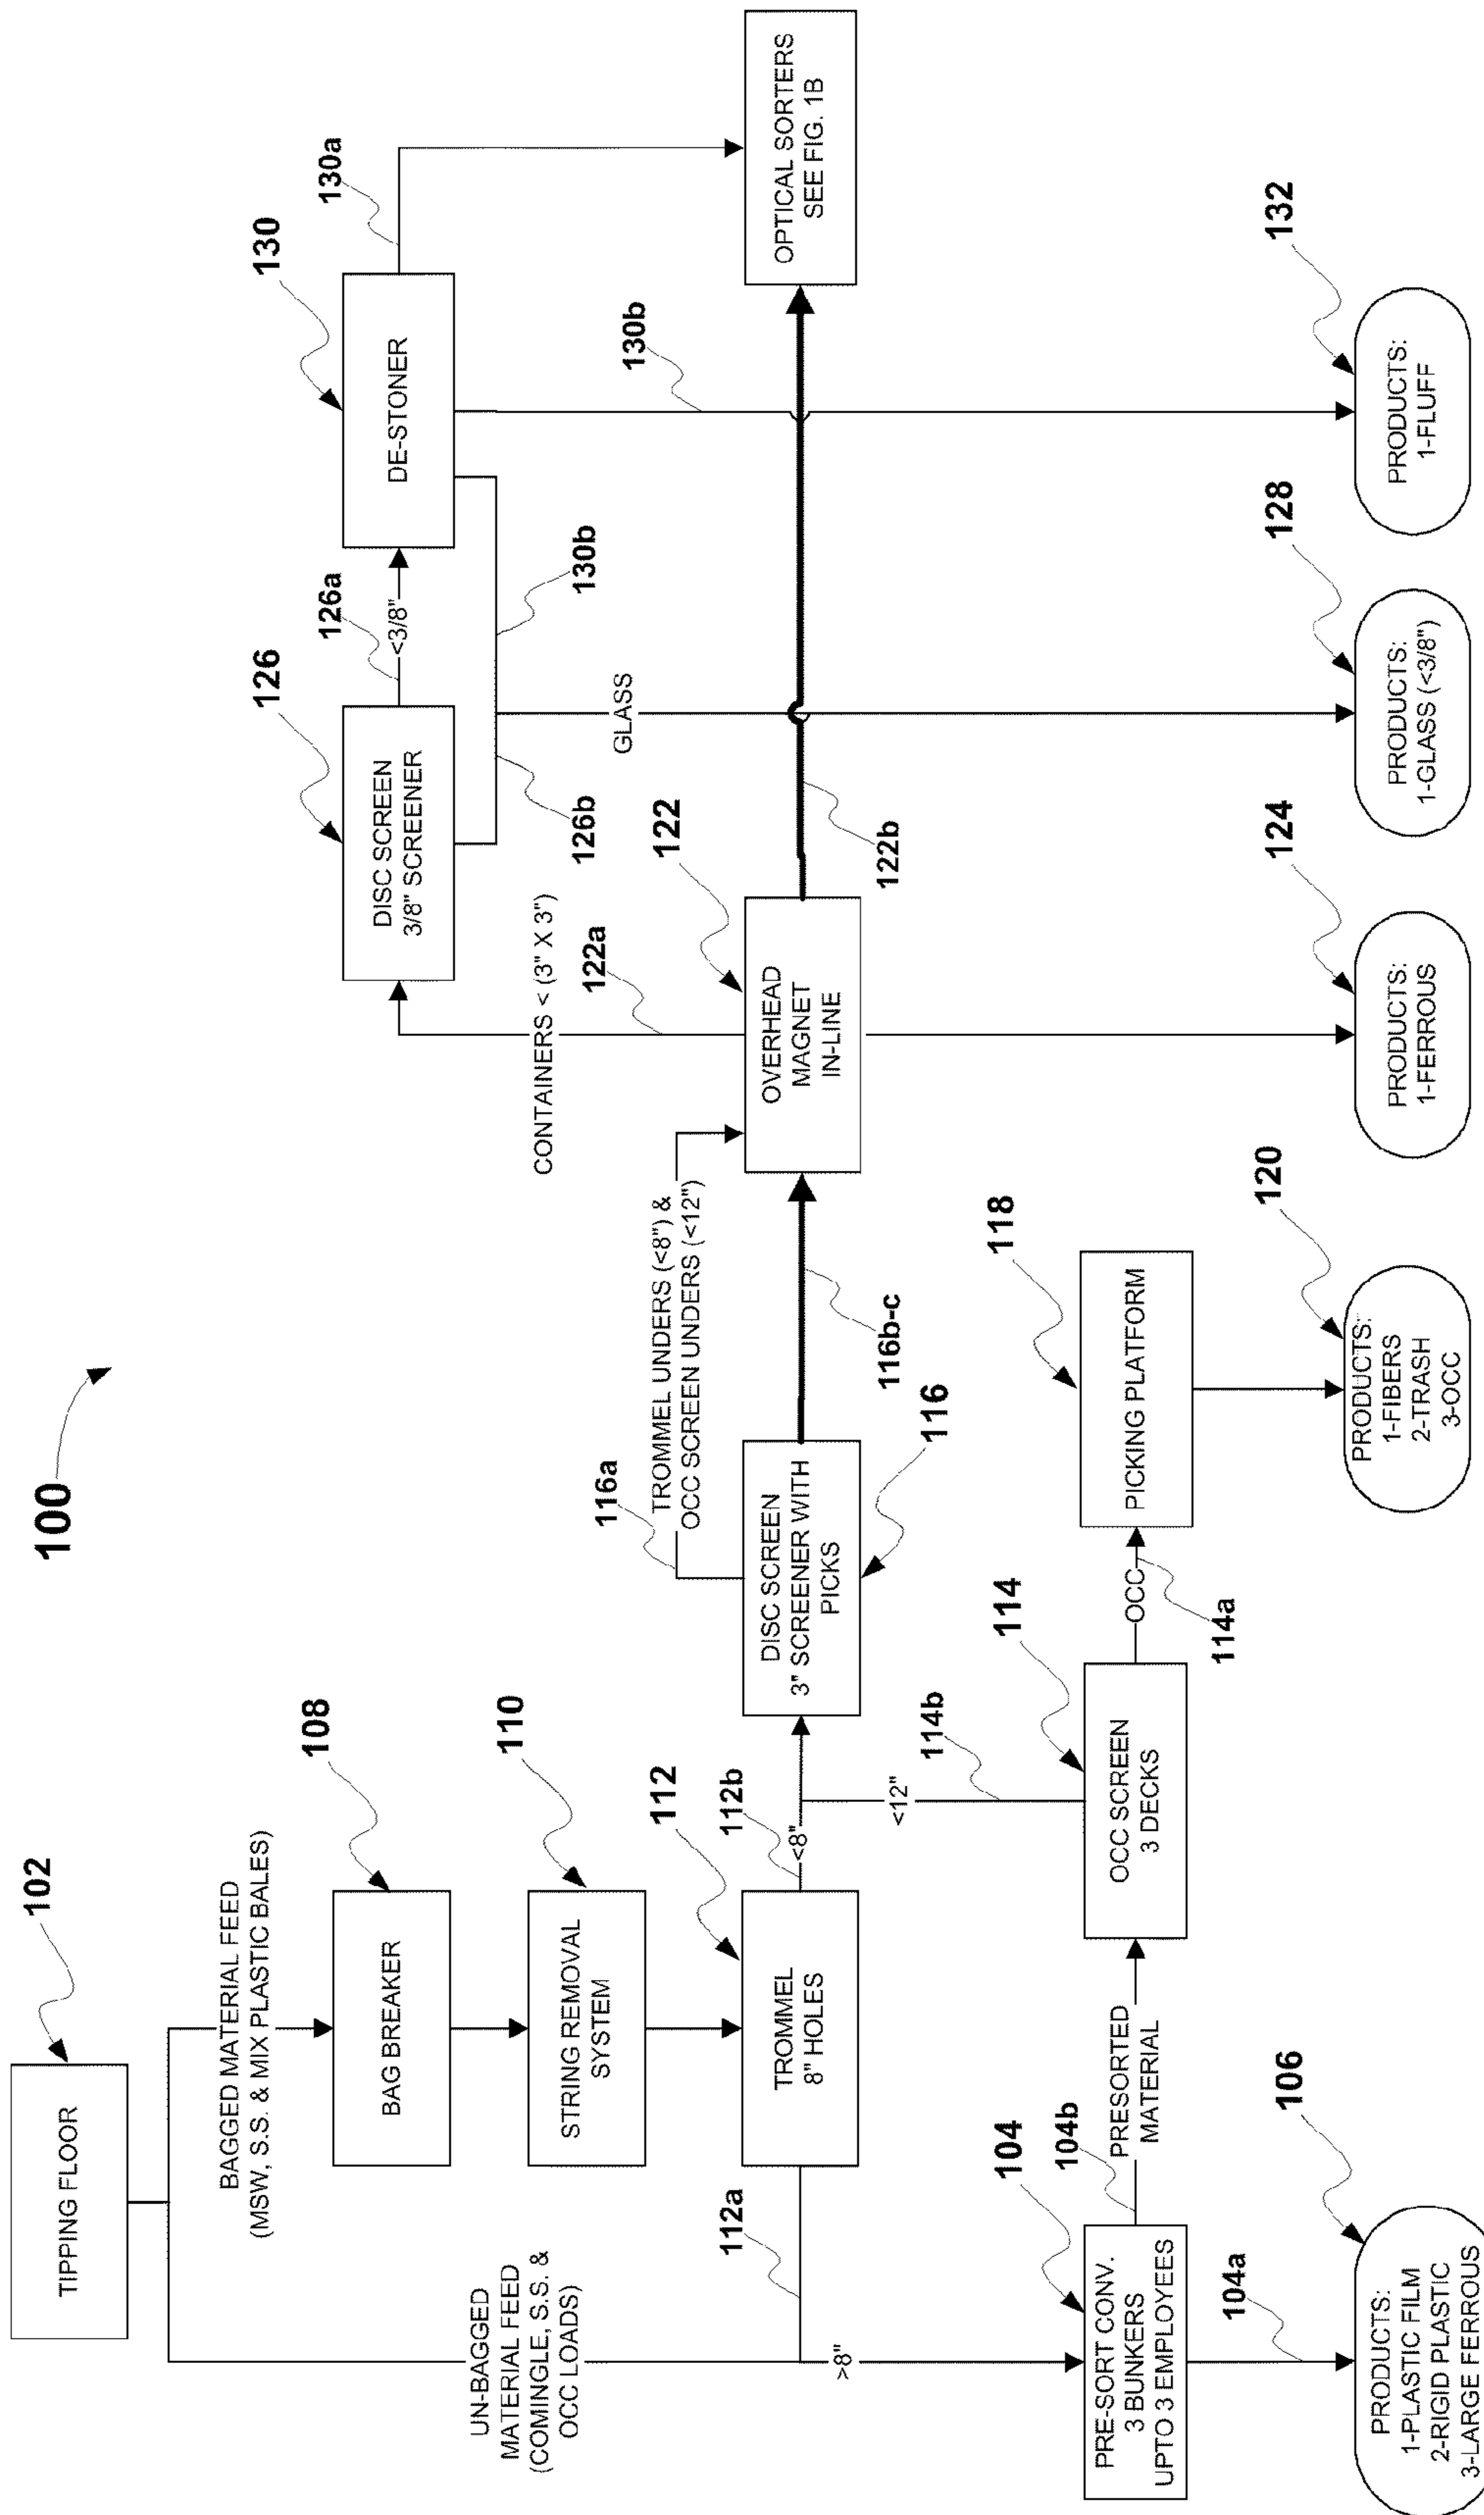 100
102
TIPPING FLOOR
BAGGED MATERIAL FEED
(MSW, S.S. & MIX PLASTIC BALES)
UN-BAGGED
MATERIAL FEED
(COMINGLE, S.S. &
OCC LOADS)
108
BAG BREAKER
110
STRING REMOVAL
SYSTEM
112
TROMMEL
8" HOLES
112a
112b
<8"
>8"
104
PRE-SORT CONV.
3 BUNKERS
UPTO 3 EMPLOYEES
104a
104b
PRESORTED
MATERIAL
106
PRODUCTS:
1-PLASTIC FILM
2-RIGID PLASTIC
3-LARGE FERROUS
114
OCC SCREEN
3 DECKS
114b
<12"
OCC
114a
118
PICKING PLATFORM
120
PRODUCTS:
1-FIBERS
2-TRASH
3-OCC
116
DISC SCREEN
3" SCREENER WITH
PICKS
116a
TROMMEL UNDERS (<8") &
OCC SCREEN UNDERS (<12")
116b-c
122
OVERHEAD
MAGNET
IN-LINE
122a
CONTAINERS < (3" X 3")
122b
124
PRODUCTS:
1-FERROUS
126
DISC SCREEN
3/8" SCREENER
126a
<3/8"
126b
130b
GLASS
128
PRODUCTS:
1-GLASS (<3/8")
130
DE-STONER
130a
130b
132
PRODUCTS:
1-FLUFF
OPTICAL SORTERS
SEE FIG. 1B